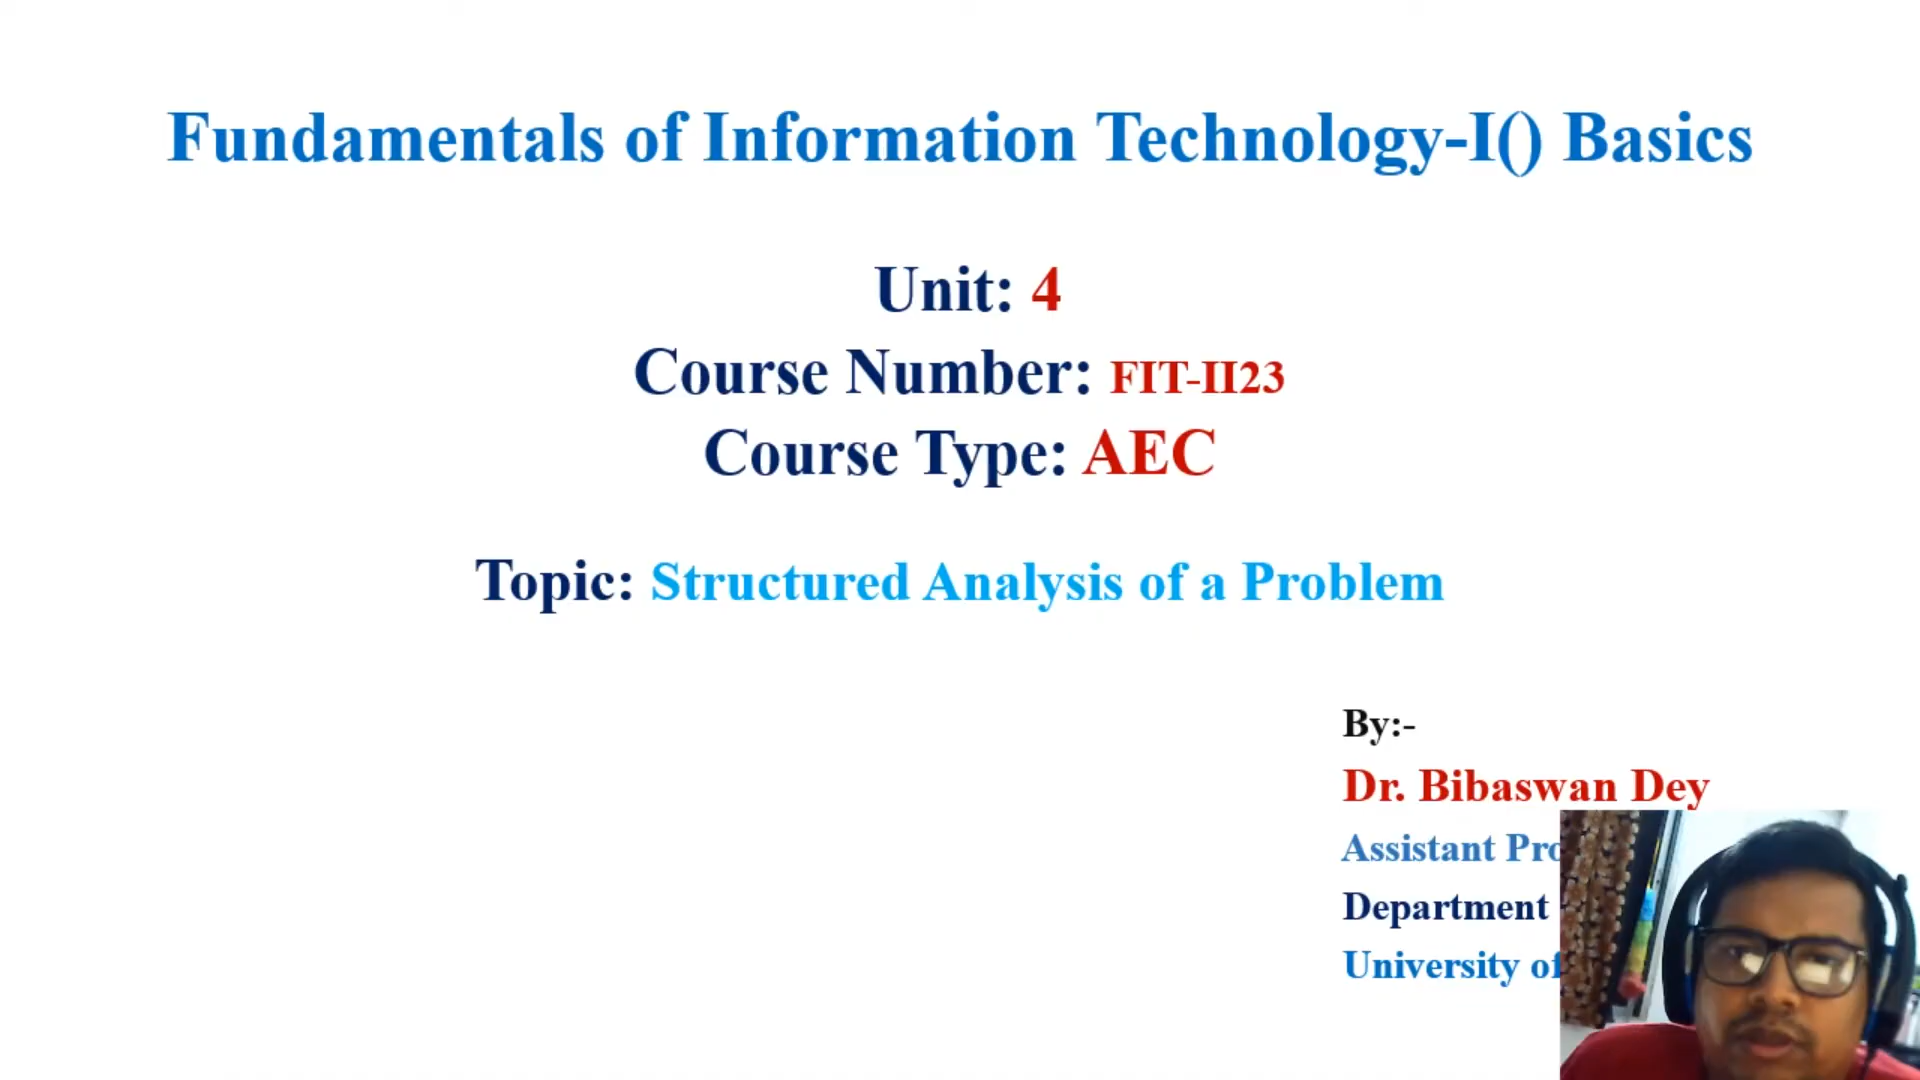 Fundamentals of Information Technology-I() Basics
Unit: 4
Course Number: FIT-II23
Course Type: AEC
Topic: Structured Analysis of a Problem
By:-
Dr. Bibaswan Dey
Assistant
Department
University of